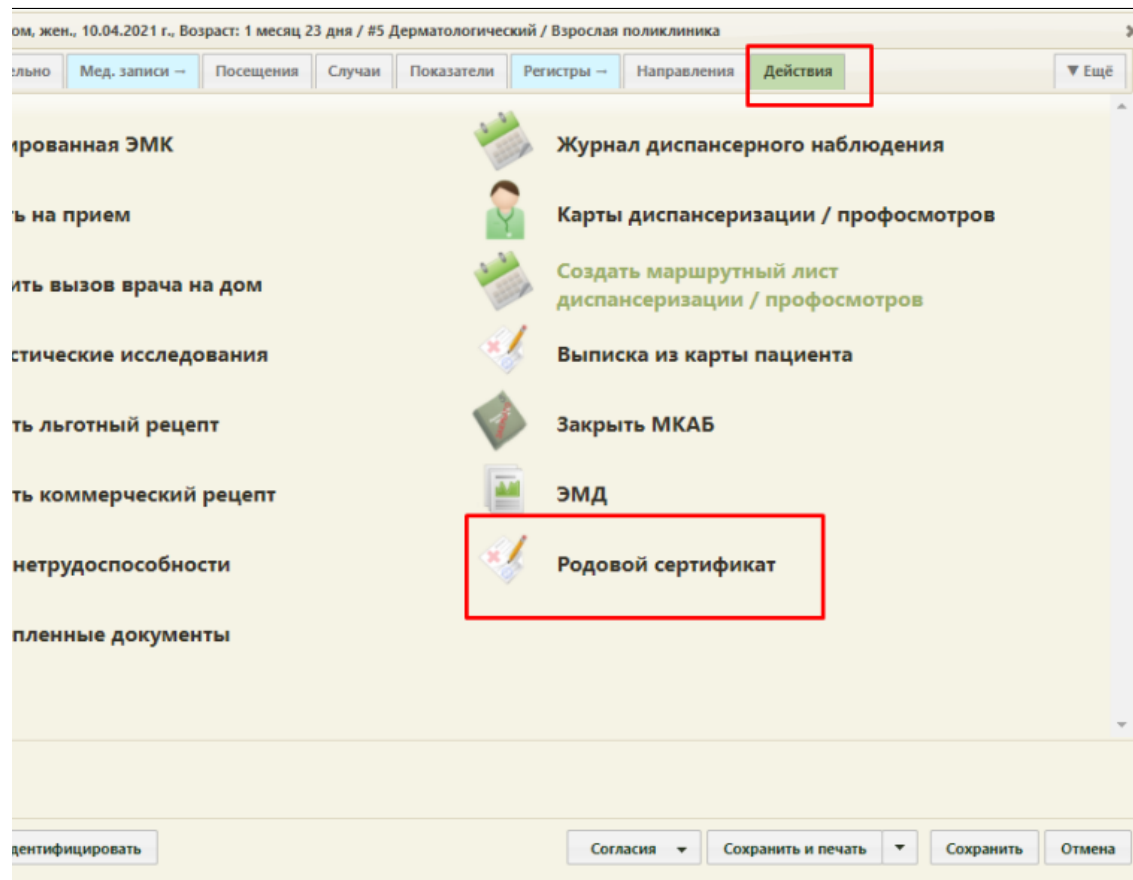 ом, жен., 10.04.2021 г., Возраст: 1 месяц 23 дня / #5 Дерматологический / Взрослая поликлиника
ельно Мед. записи → Посещения Случаи Показатели Регистры → Направления Действия ▼ Ещё
ированная ЭМК
Журнал диспансерного наблюдения
ь на прием
Карты диспансеризации / профосмотров
ить вызов врача на дом
Создать маршрутный лист
диспансеризации / профосмотров
стические исследования
Выписка из карты пациента
ть льготный рецепт
Закрыть МКАБ
ть коммерческий рецепт
ЭМД
нетрудоспособности
Родовой сертификат
пленные документы
дентифицировать Согласия Сохранить и печать Сохранить Отмена